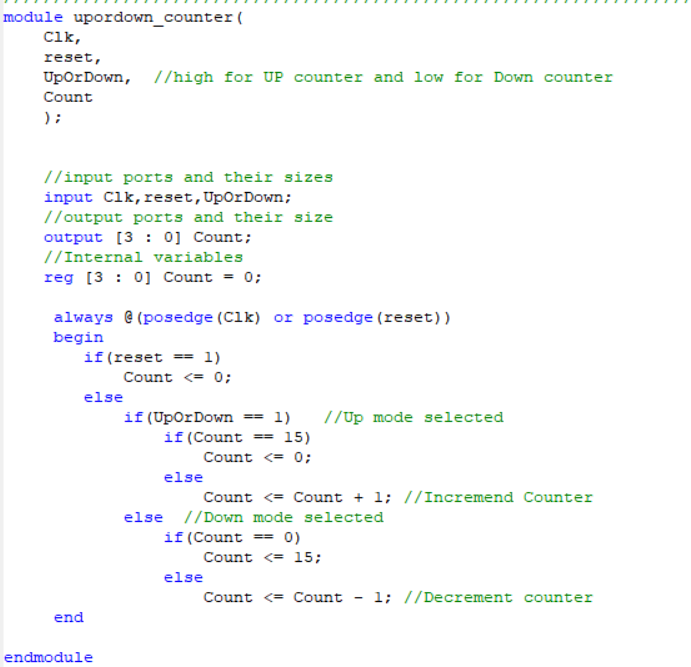 //////////////////////////////////////////////////////////////////////
module upordown_counter(
    Clk,
    reset,
    UpOrDown,  //high for UP counter and low for Down counter
    Count
    );

    //input ports and their sizes
    input Clk,reset,UpOrDown;
    //output ports and their size
    output [3 : 0] Count;
    //Internal variables
    reg [3 : 0] Count = 0;

     always @(posedge(Clk) or posedge(reset))
     begin
        if(reset == 1)
            Count <= 0;
        else
            if(UpOrDown == 1)   //Up mode selected
                if(Count == 15)
                    Count <= 0;
                else
                    Count <= Count + 1; //Incremend Counter
            else  //Down mode selected
                if(Count == 0)
                    Count <= 15;
                else
                    Count <= Count - 1; //Decrement counter
     end

endmodule